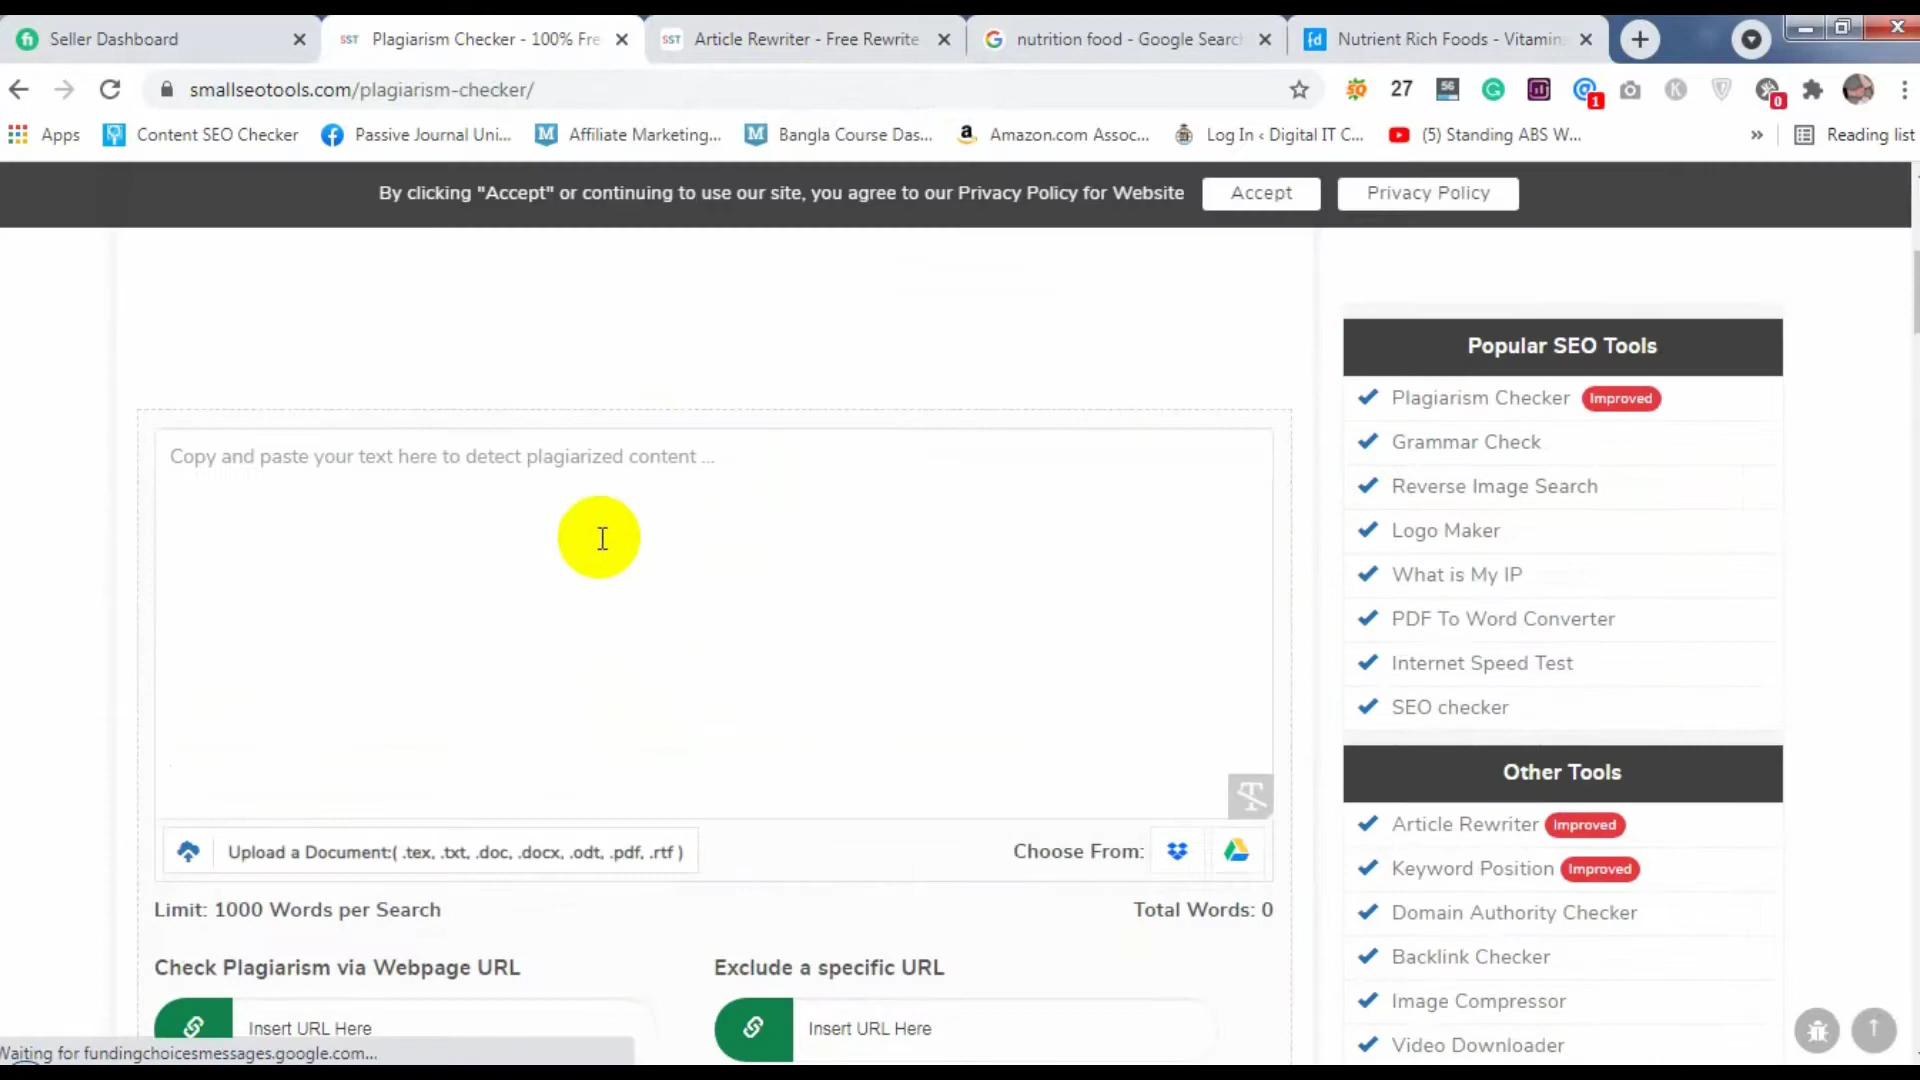 Seller Dashboard
SST Plagiarism Checker - 100% Fre
SST Article Rewriter - Free Rewrite
nutrition food - Google Search
fd Nutrient Rich Foods - Vitamin
smallseotools.com/plagiarism-checker/
27
56
1
0
Apps
Content SEO Checker
Passive Journal Uni...
Affiliate Marketing...
Bangla Course Das...
Amazon.com Assoc...
Log In ‹ Digital IT C...
(5) Standing ABS W...
»
Reading list
By clicking "Accept" or continuing to use our site, you agree to our Privacy Policy for Website
Accept
Privacy Policy
Copy and paste your text here to detect plagiarized content ...
Upload a Document:( .tex, .txt, .doc, .docx, .odt, .pdf, .rtf )
Choose From:
Limit: 1000 Words per Search
Total Words: 0
Check Plagiarism via Webpage URL
Exclude a specific URL
Insert URL Here
Insert URL Here
Waiting for fundingchoicesmessages.google.com...
Popular SEO Tools
Plagiarism Checker Improved
Grammar Check
Reverse Image Search
Logo Maker
What is My IP
PDF To Word Converter
Internet Speed Test
SEO checker
Other Tools
Article Rewriter Improved
Keyword Position Improved
Domain Authority Checker
Backlink Checker
Image Compressor
Video Downloader